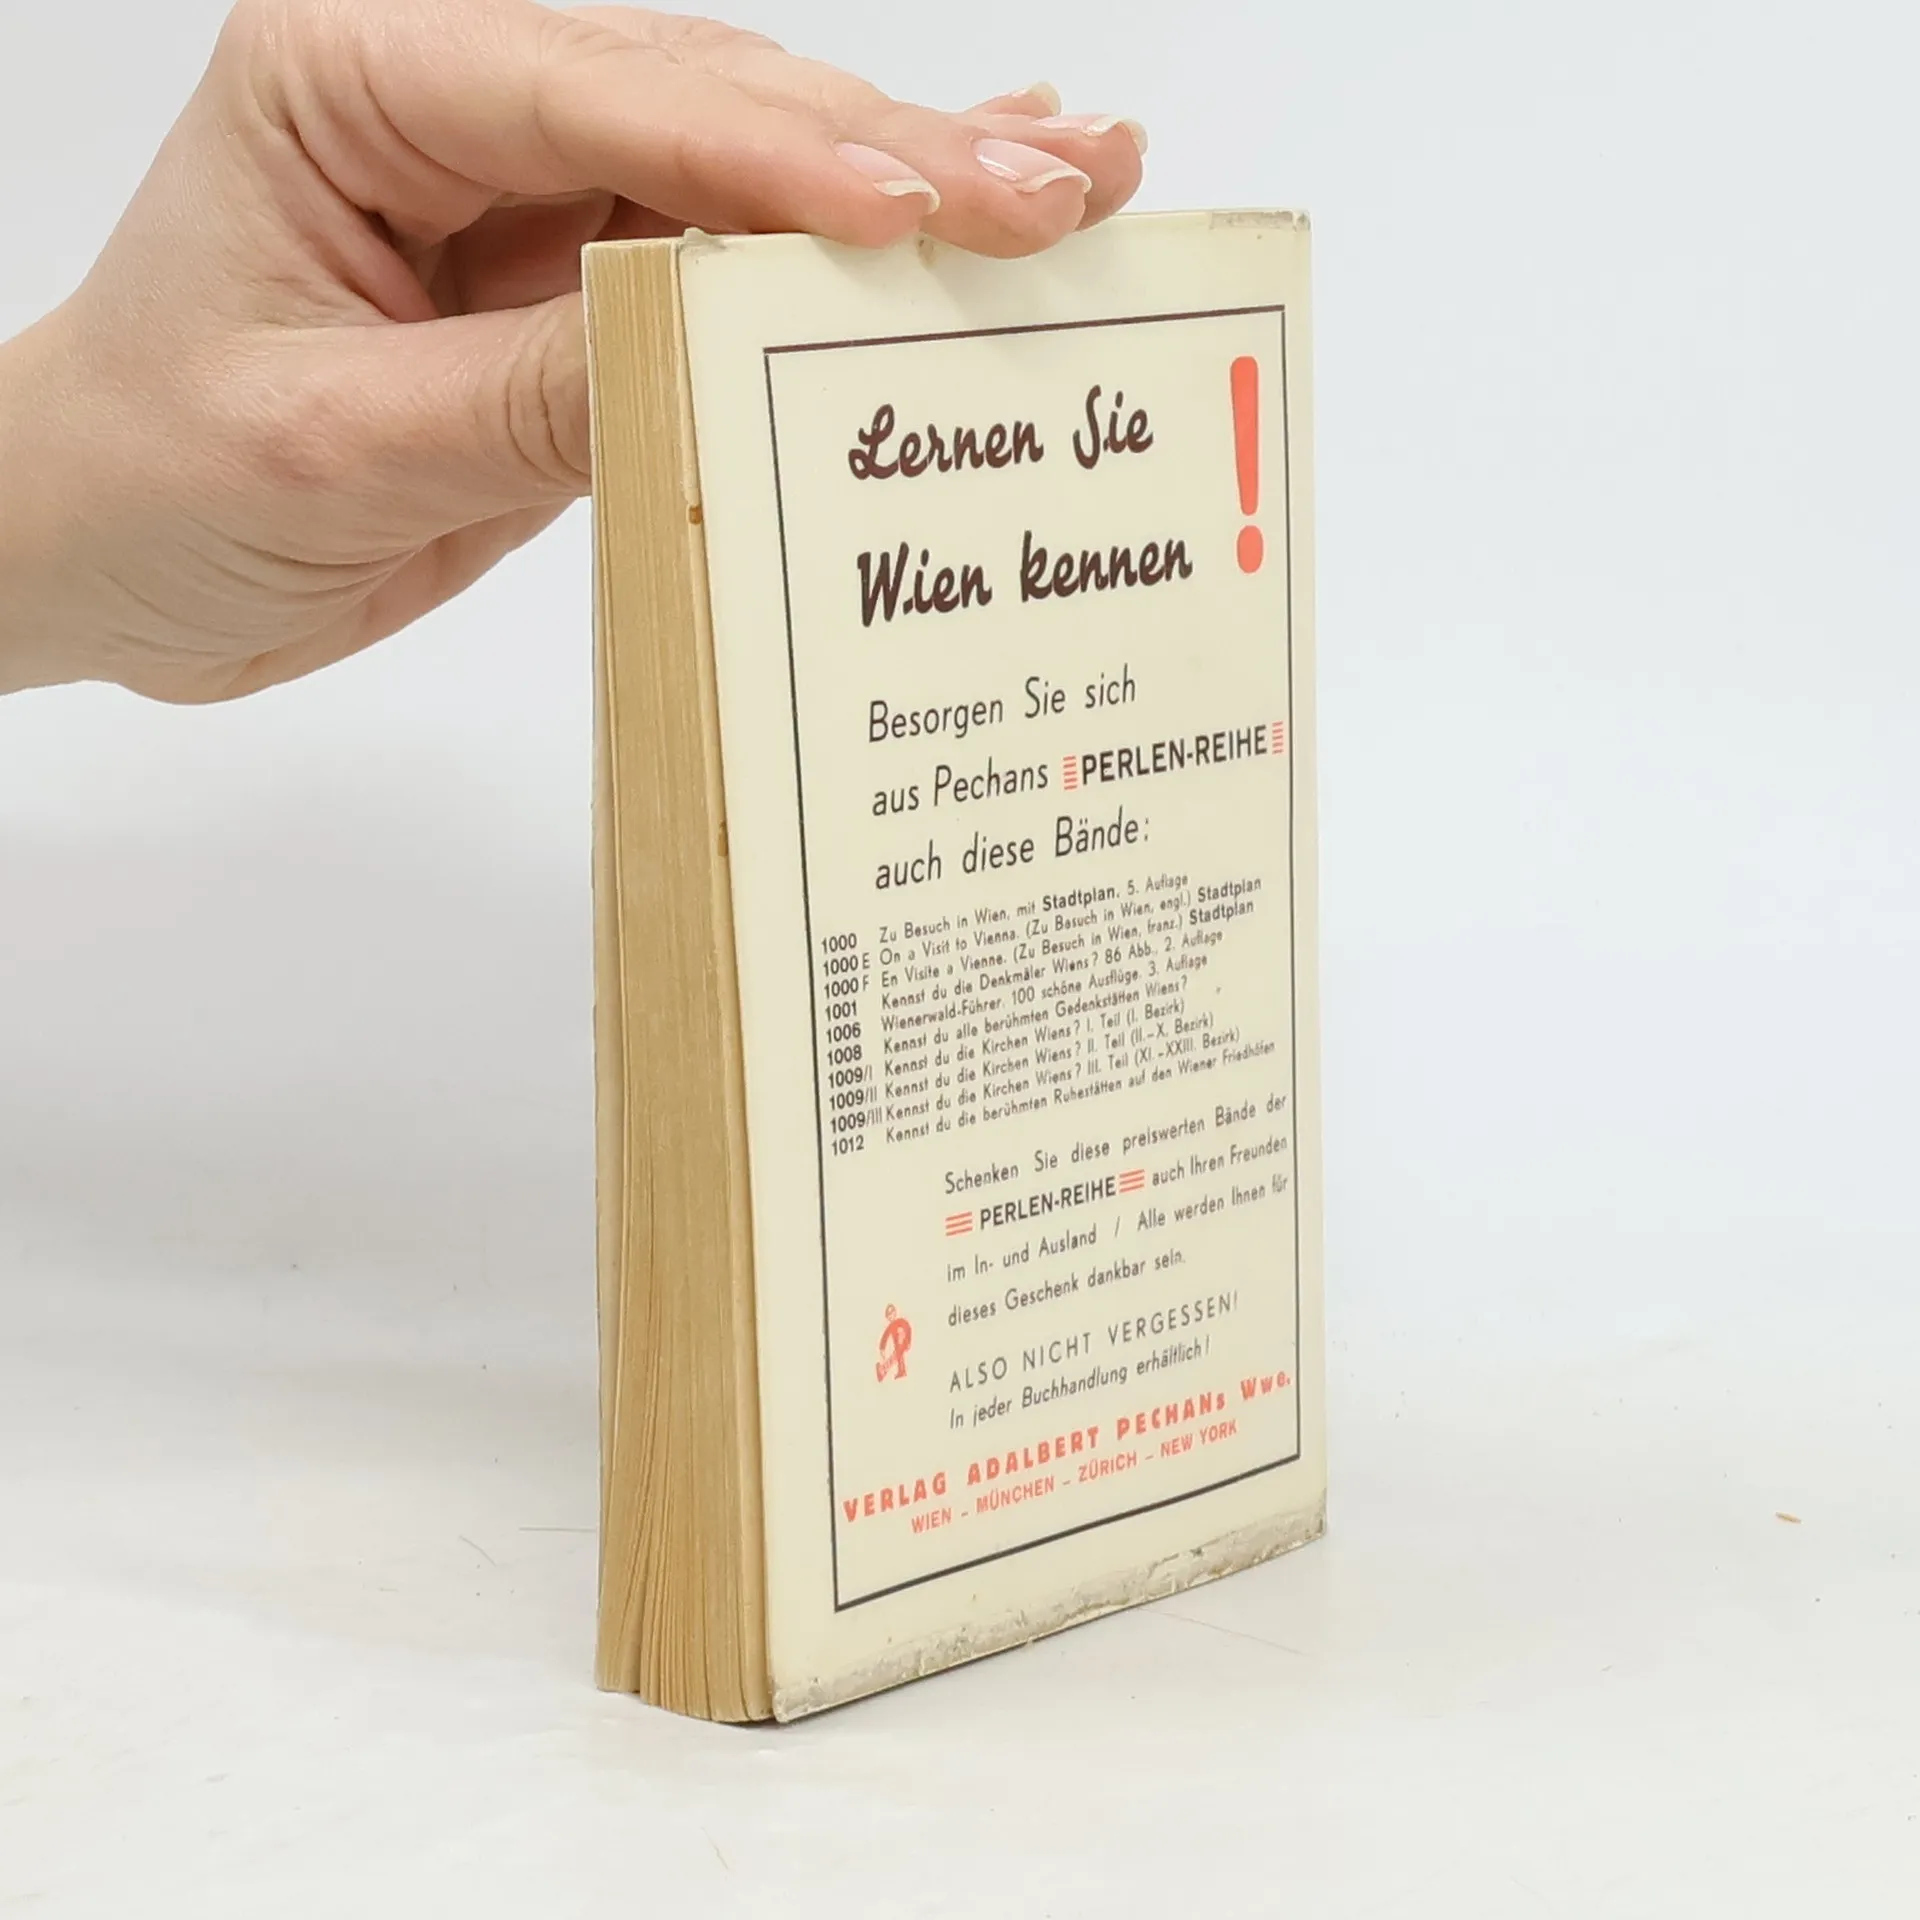 Lernen Sie
Wien kennen !
Besorgen Sie sich
aus Pechans PERLEN-REIHE
auch diese Bände:
1000 Zu Besuch in Wien, mit Stadtplan. 5. Auflage
1000 E On a Visit to Vienna. (Zu Besuch in Wien, engl.) Stadtplan
1000 F En Visite a Vienne. (Zu Besuch in Wien, franz.) Stadtplan
1001 Kennst du die Denkmäler Wiens? 86 Abb., 2. Auflage
1006 Wienerwald-Führer. 100 schöne Ausflüge. 3. Auflage
1008 Kennst du alle berühmten Gedenkstätten Wiens?
1009/I Kennst du die Kirchen Wiens? I. Teil (I. Bezirk)
1009/II Kennst du die Kirchen Wiens? II. Teil (II.-X. Bezirk)
1009/III Kennst du die Kirchen Wiens? III. Teil (XI.-XXIII. Bezirk)
1012 Kennst du die berühmten Ruhestätten auf den Wiener Friedhöfen
Schenken Sie diese preiswerten Bände der
PERLEN-REIHE auch Ihren Freunden
im In- und Ausland / Alle werden Ihnen für
dieses Geschenk dankbar sein.
ALSO NICHT VERGESSEN!
In jeder Buchhandlung erhältlich!
VERLAG ADALBERT PECHANs Wwe.
WIEN – MÜNCHEN – ZÜRICH – NEW YORK